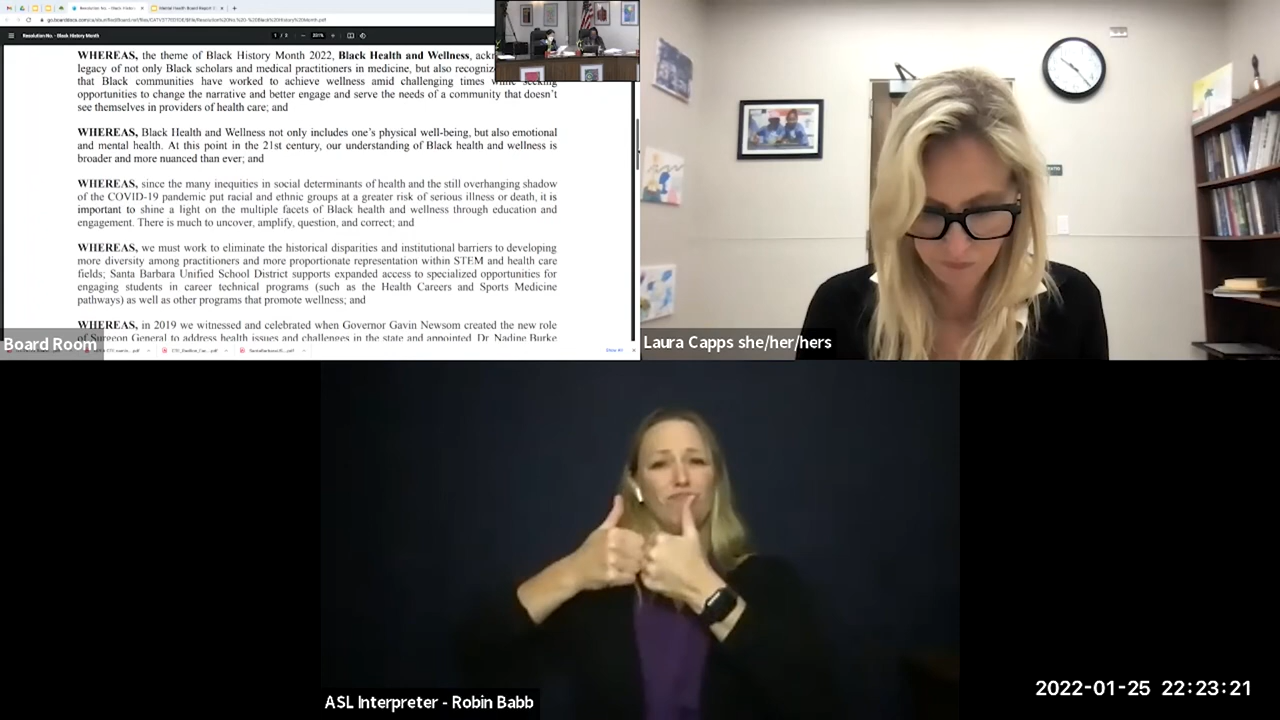 Resolution No. - Black History Month
WHEREAS, the theme of Black History Month 2022, Black Health and Wellness,
legacy of not only Black scholars and medical practitioners in medicine, but also
that Black communities have worked to achieve wellness amid challenging times while seeking
opportunities to change the narrative and better engage and serve the needs of a community that doesn't
see themselves in providers of health care; and
WHEREAS, Black Health and Wellness not only includes one's physical well-being, but also emotional
and mental health. At this point in the 21st century, our understanding of Black health and wellness is
broader and more nuanced than ever; and
WHEREAS, since the many inequities in social determinants of health and the still overhanging shadow
of the COVID-19 pandemic put racial and ethnic groups at a greater risk of serious illness or death, it is
important to shine a light on the multiple facets of Black health and wellness through education and
engagement. There is much to uncover, amplify, question, and correct; and
WHEREAS, we must work to eliminate the historical disparities and institutional barriers to developing
more diversity among practitioners and more proportionate representation within STEM and health care
fields; Santa Barbara Unified School District supports expanded access to specialized opportunities for
engaging students in career technical programs (such as the Health Careers and Sports Medicine
pathways) as well as other programs that promote wellness; and
WHEREAS, in 2019 we witnessed and celebrated when Governor Gavin Newsom created the new role
of Surgeon General to address health issues and challenges in the state and appointed Dr. Nadine Burke
Board Room
Laura Capps she/her/hers
ASL Interpreter - Robin Babb
2022-01-25 22:23:21